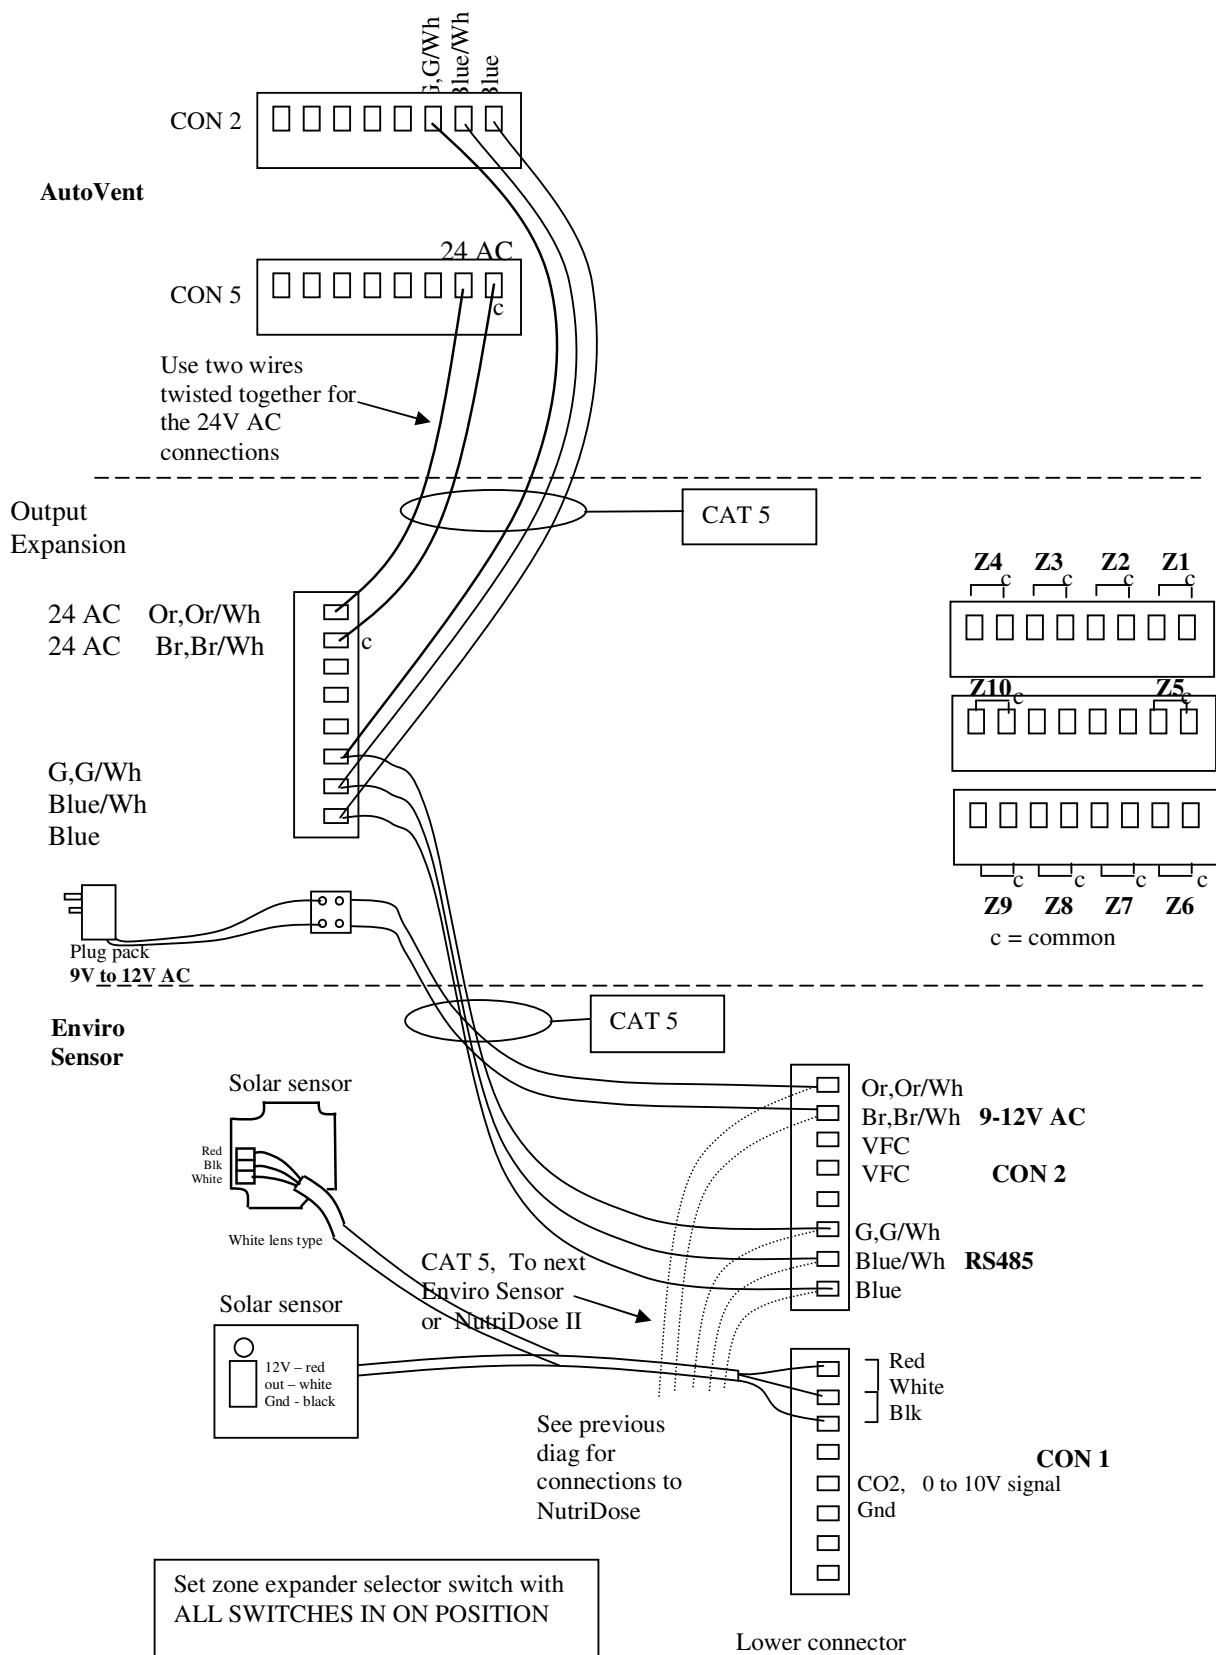 G,G/Wh
Blue/Wh
Blue
CON 2
AutoVent
24 AC
CON 5
c
Use two wires
twisted together for
the 24V AC
connections
Output
Expansion
CAT 5
Z4 Z3 Z2 Z1
c c c c
24 AC Or,Or/Wh
24 AC Br,Br/Wh
c
Z10 Z5
c c
G,G/Wh
Blue/Wh
Blue
c c c c
Z9 Z8 Z7 Z6
c = common
Plug pack
9V to 12V AC
Enviro
Sensor
CAT 5
Solar sensor
Red
Blk
White
White lens type
Or,Or/Wh
Br,Br/Wh 9-12V AC
VFC
VFC CON 2
G,G/Wh
Blue/Wh RS485
Blue
CAT 5, To next
Enviro Sensor
or NutriDose II
Solar sensor
12V – red
out – white
Gnd - black
Red
White
Blk
CON 1
CO2, 0 to 10V signal
Gnd
See previous
diag for
connections to
NutriDose
Set zone expander selector switch with
ALL SWITCHES IN ON POSITION
Lower connector